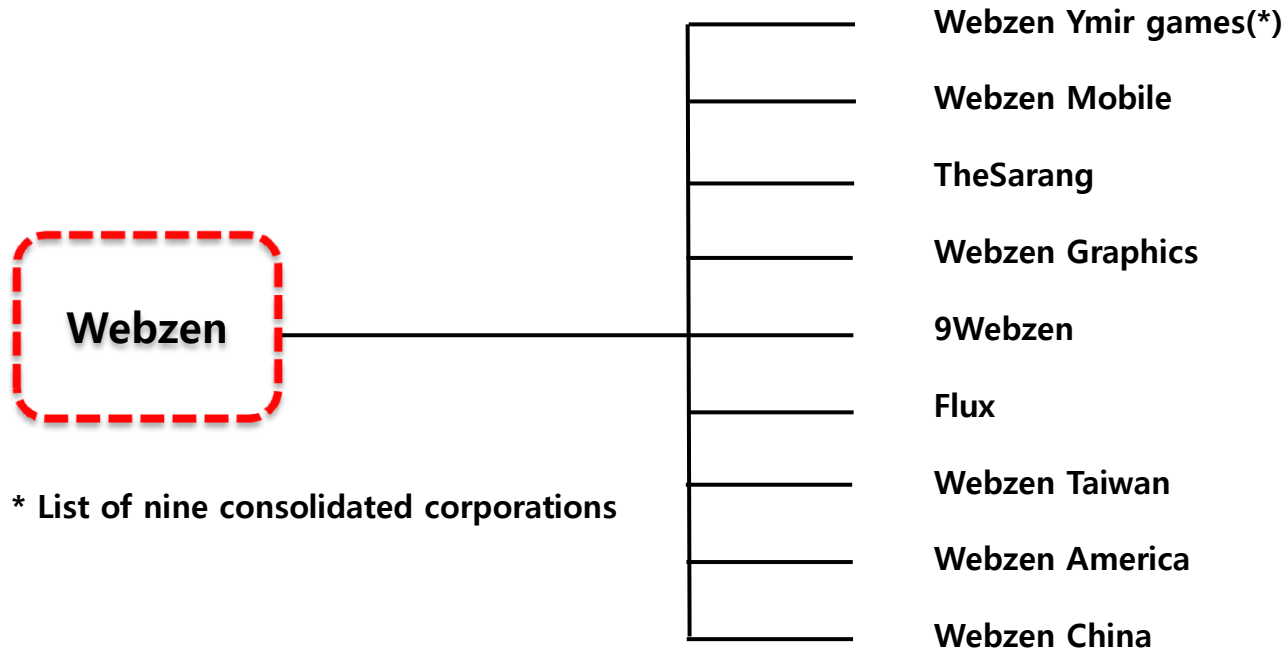 Webzen Ymir games(*)
Webzen Mobile
TheSarang
Webzen Graphics
Webzen
9Webzen
Flux
Webzen Taiwan
* List of nine consolidated corporations
Webzen America
Webzen China